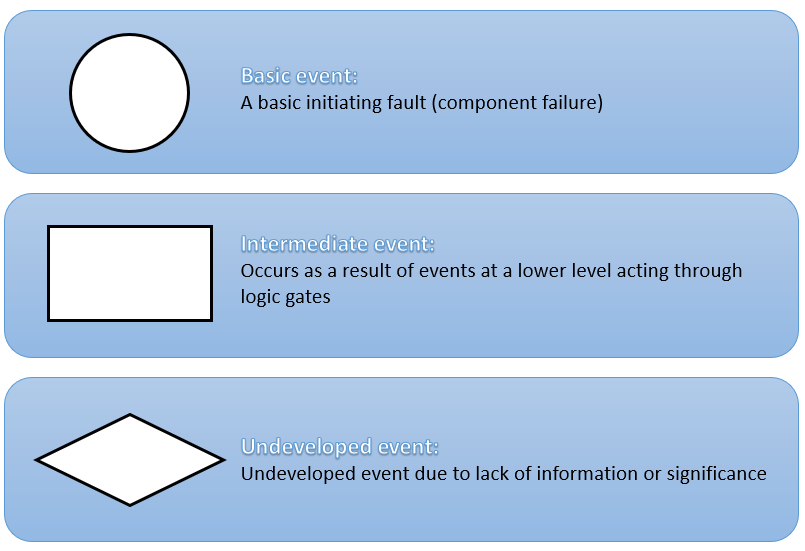 Basic event:
A basic initiating fault (component failure)
Intermediate event:
Occurs as a result of events at a lower level acting through
logic gates
Undeveloped event:
Undeveloped event due to lack of information or significance